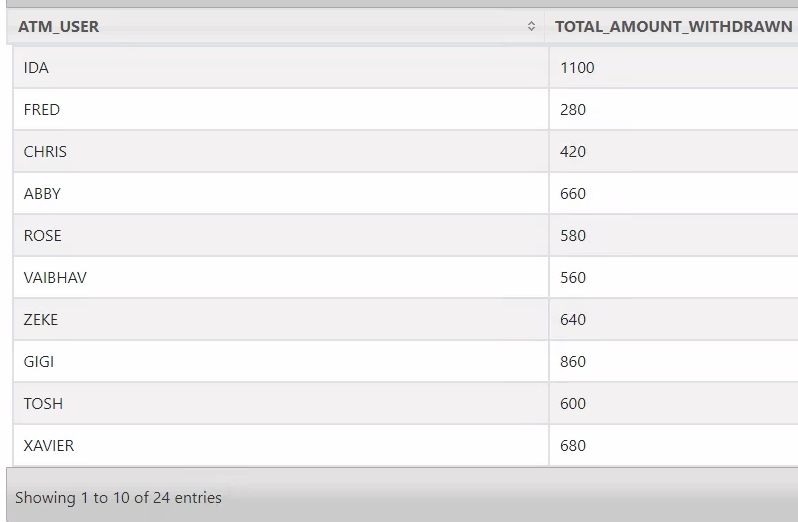 ATM_USER TOTAL_AMOUNT_WITHDRAWN
IDA 1100
FRED 280
CHRIS 420
ABBY 660
ROSE 580
VAIBHAV 560
ZEKE 640
GIGI 860
TOSH 600
XAVIER 680
Showing 1 to 10 of 24 entries